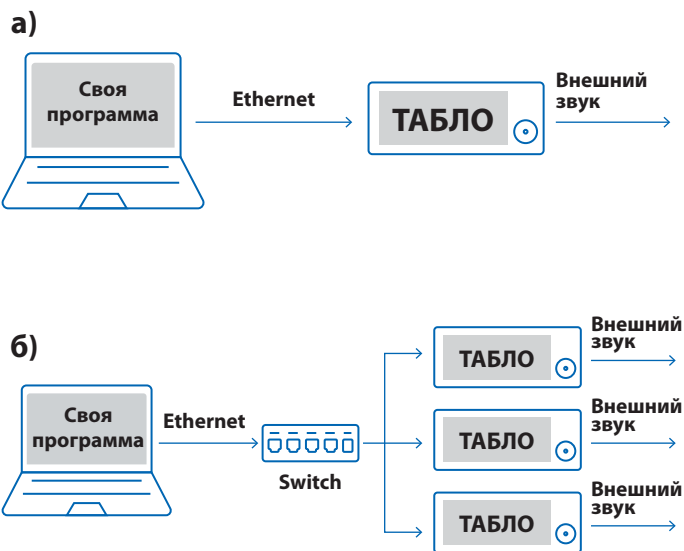 а)
Своя
программа
Ethernet
ТАБЛО
Внешний
звук
б)
Своя
программа
Ethernet
Switch
ТАБЛО
Внешний
звук
ТАБЛО
Внешний
звук
ТАБЛО
Внешний
звук